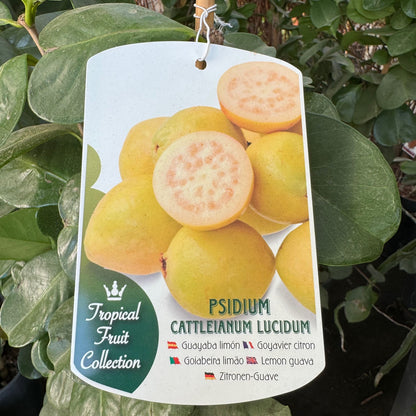 PSIDIUM
CATTLEIANUM LUCIDUM
Guayaba limón Goyavier citron
Goiabeira limão Lemon guava
Zitronen-Guave
Tropical
Fruit
Collection